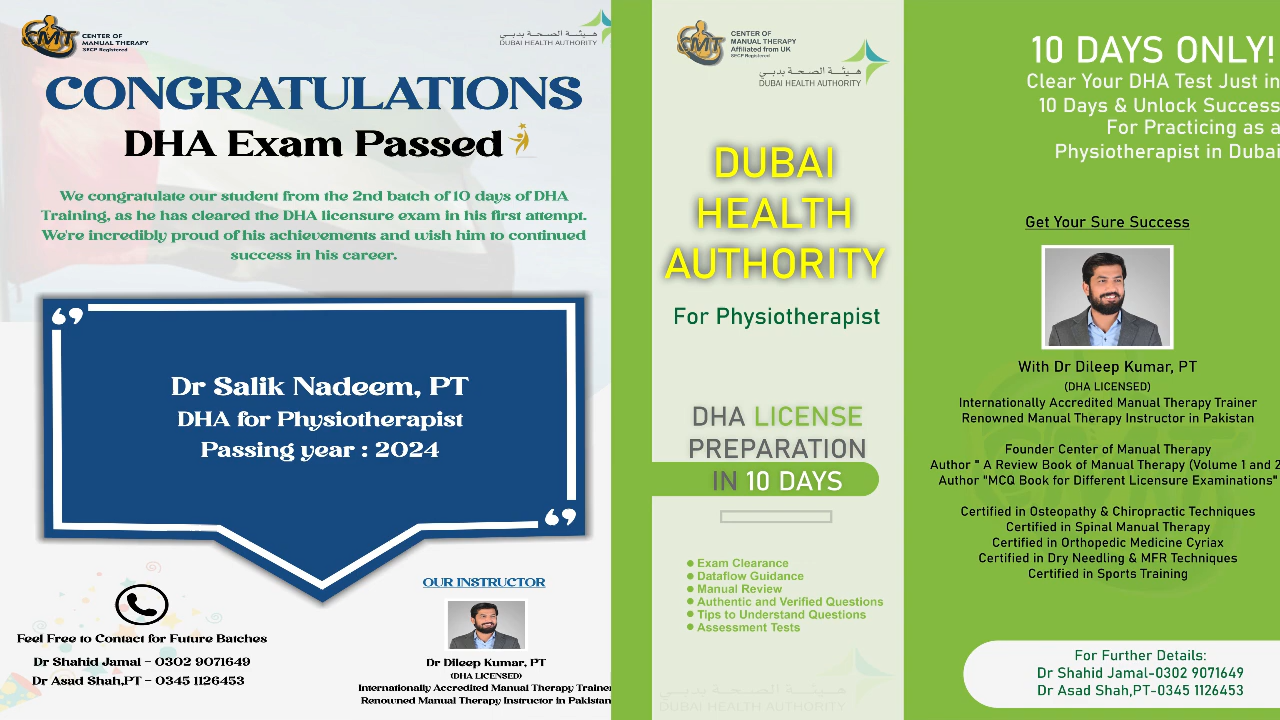 CMT
CENTER OF
MANUAL THERAPY
SECP Registered
هيئة الصحة بدبي
DUBAI HEALTH AUTHORITY
CONGRATULATIONS
DHA Exam Passed
We congratulate our student from the 2nd batch of 10 days of DHA
Training, as he has cleared the DHA licensure exam in his first attempt.
We're incredibly proud of his achievements and wish him to continued
success in his career.
Dr Salik Nadeem, PT
DHA for Physiotherapist
Passing year : 2024
Feel Free to Contact for Future Batches
Dr Shahid Jamal - 0302 9071649
Dr Asad Shah,PT - 0345 1126453
OUR INSTRUCTOR
Dr Dileep Kumar, PT
(DHA LICENSED)
Internationally Accredited Manual Therapy Trainer
Renowned Manual Therapy Instructor in Pakistan
CMT
CENTER OF
MANUAL THERAPY
Affiliated from UK
SECP Registered
هيئة الصحة بدبي
DUBAI HEALTH AUTHORITY
DUBAI
HEALTH
AUTHORITY
For Physiotherapist
DHA LICENSE
PREPARATION
IN 10 DAYS
Exam Clearance
Dataflow Guidance
Manual Review
Authentic and Verified Questions
Tips to Understand Questions
Assessment Tests
هيئة الصحة بدبي
DUBAI HEALTH AUTHORITY
10 DAYS ONLY!
Clear Your DHA Test Just in
10 Days & Unlock Success
For Practicing as a
Physiotherapist in Dubai
Get Your Sure Success
With Dr Dileep Kumar, PT
(DHA LICENSED)
Internationally Accredited Manual Therapy Trainer
Renowned Manual Therapy Instructor in Pakistan
Founder Center of Manual Therapy
Author " A Review Book of Manual Therapy (Volume 1 and 2
Author "MCQ Book for Different Licensure Examinations"
Certified in Osteopathy & Chiropractic Techniques
Certified in Spinal Manual Therapy
Certified in Orthopedic Medicine Cyriax
Certified in Dry Needling & MFR Techniques
Certified in Sports Training
For Further Details:
Dr Shahid Jamal-0302 9071649
Dr Asad Shah,PT-0345 1126453